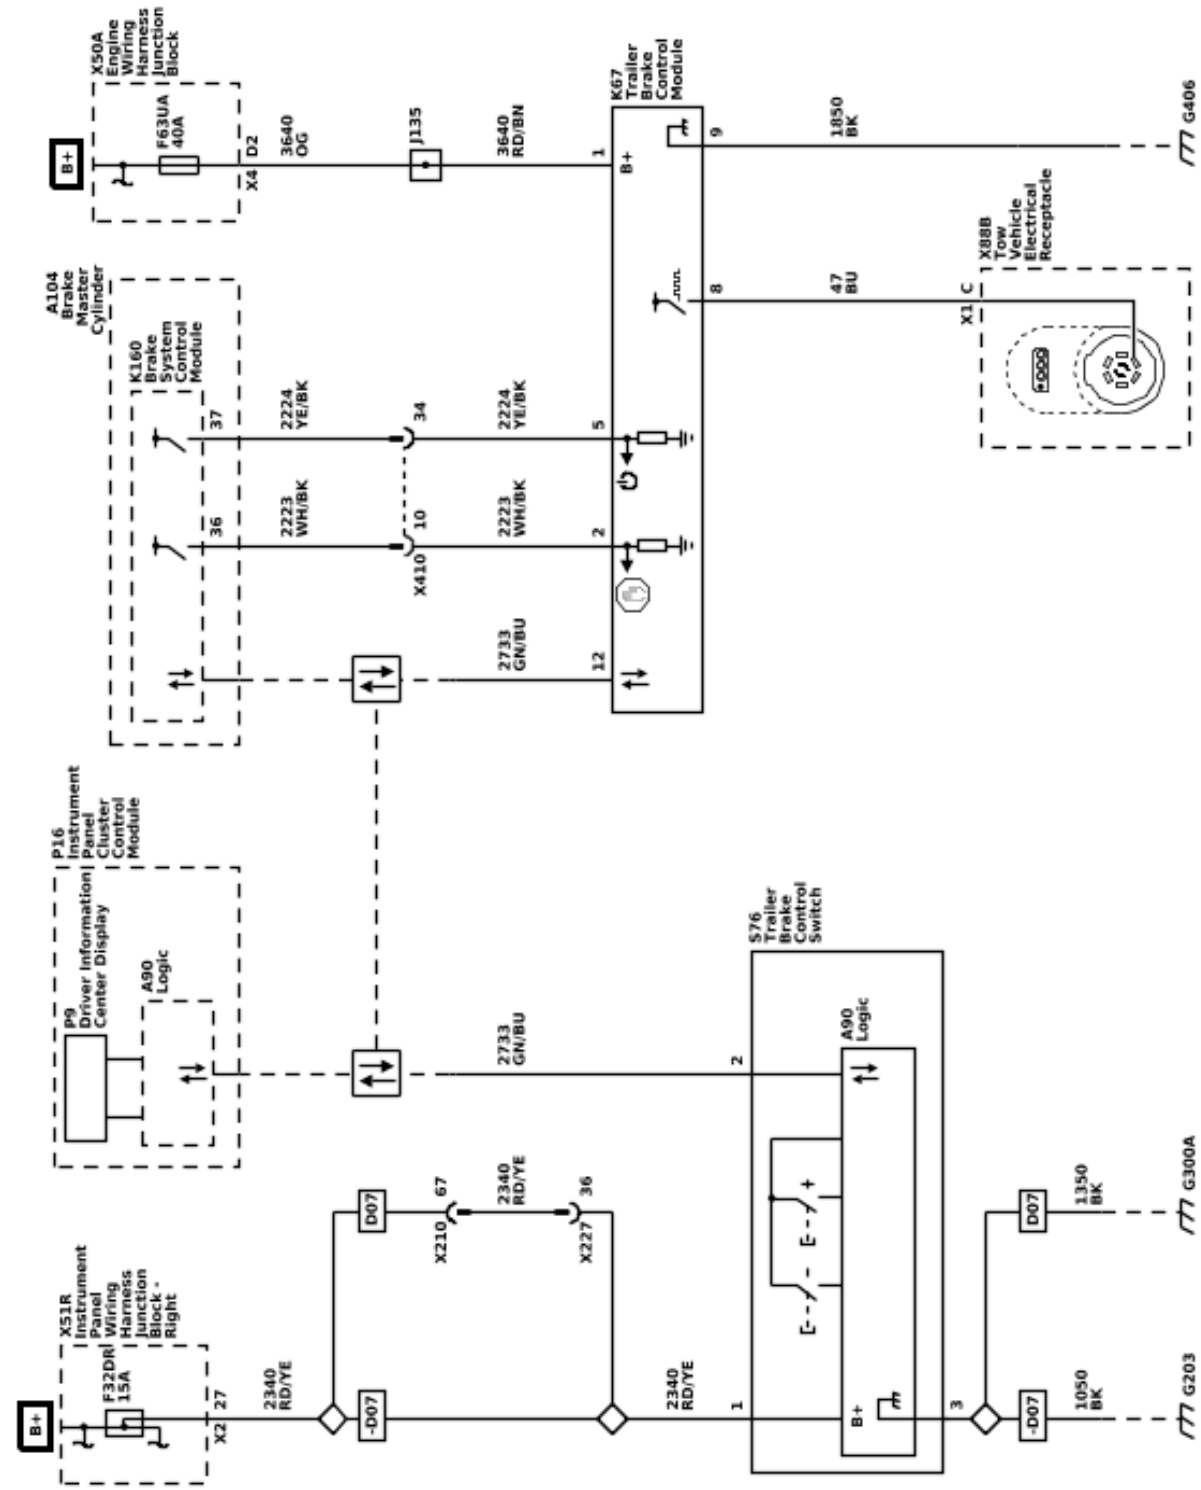 B+
X51R
Instrument
Panel
Wiring
Harness
Junction
Block -
Right
F32DR
15A
27
X2
2340
RD/YE
D07
-D07
67
X210
2340
RD/YE
36
X227
2340
RD/YE
1
P16
Instrument
Panel
Cluster
Control
Module
P9
Driver Information
Center Display
A90
Logic
2733
GN/BU
2
S76
Trailer
Brake
Control
Switch
A90
Logic
B+
[-- -
[-- +
3
D07
-D07
1350
BK
1050
BK
G300A
G203
A104
Brake
Master
Cylinder
K160
Brake
System
Control
Module
36
37
2223
WH/BK
2224
YE/BK
10
34
X410
2733
GN/BU
2223
WH/BK
2224
YE/BK
12
2
5
B+
X50A
Engine
Wiring
Harness
Junction
Block
F63UA
40A
X4
D2
3640
OG
J135
3640
RD/BN
1
K67
Trailer
Brake
Control
Module
B+
8
9
47
BU
1850
BK
X1
C
X88B
Tow
Vehicle
Electrical
Receptacle
G406